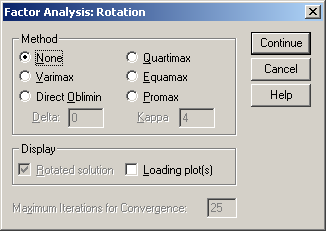 Factor Analysis: Rotation
Method
None
Quartimax
Varimax
Equamax
Direct Oblimin
Promax
Delta: 0
Kappa 4
Display
Rotated solution
Loading plot(s)
Maximum Iterations for Convergence: 25
Continue
Cancel
Help